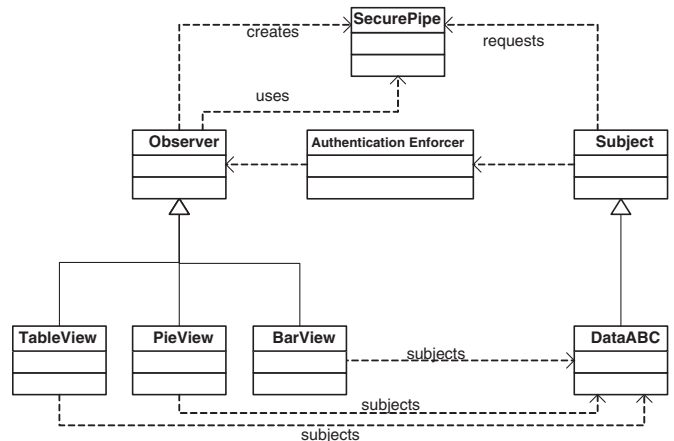 SecurePipe
creates
requests
uses
Observer
Authentication Enforcer
Subject
TableView
PieView
BarView
DataABC
subjects
subjects
subjects